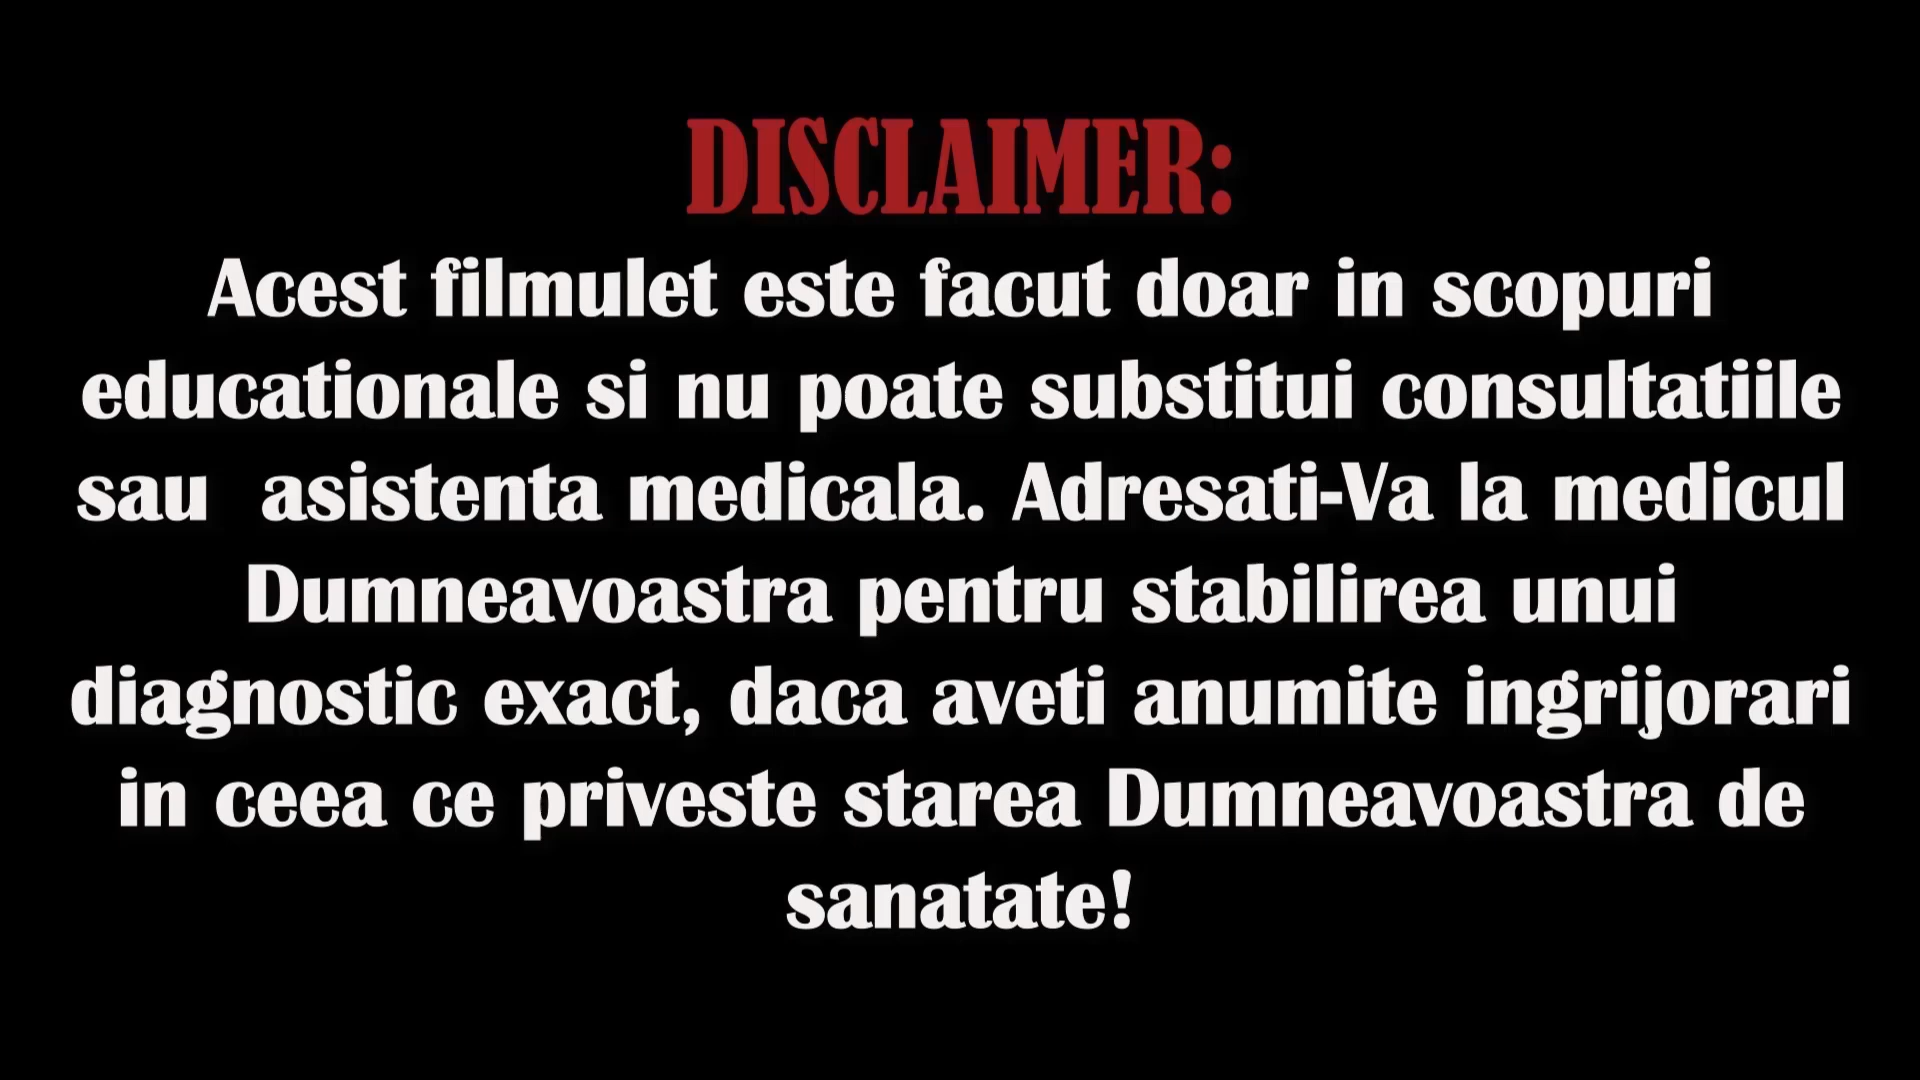 DISCLAIMER:
Acest filmulet este facut doar in scopuri
educationale si nu poate substitui consultatiile
sau  asistenta medicala. Adresati-Va la medicul
Dumneavoastra pentru stabilirea unui
diagnostic exact, daca aveti anumite ingrijorari
in ceea ce priveste starea Dumneavoastra de
sanatate!